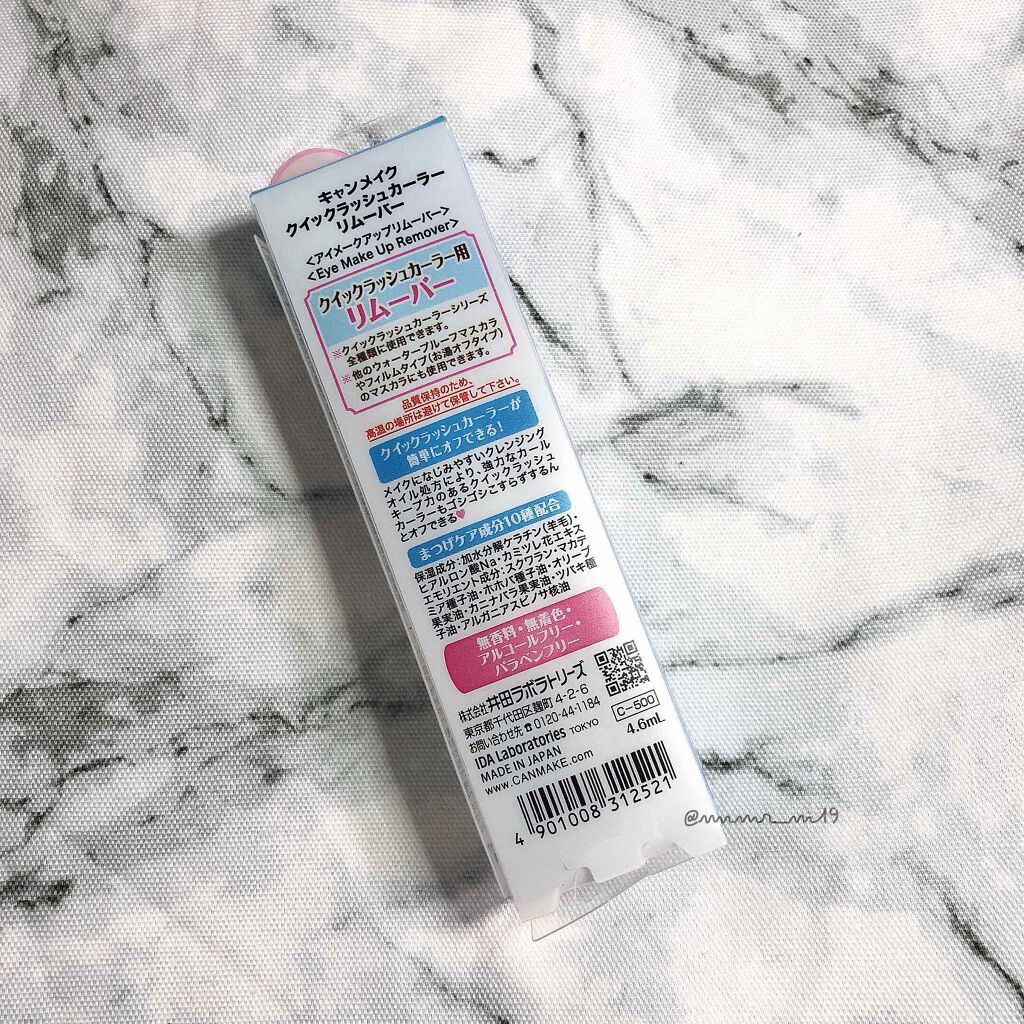 キャンメイク
クイックラッシュカーラー
リムーバー
<アイメークアップリムーバー>
<Eye Make Up Remover>
クイックラッシュカーラー用
リムーバー
※クイックラッシュカーラーシリーズ
全種類に使用できます。
※他のウォータープルーフマスカラ
やフィルムタイプ(お湯オフタイプ)
のマスカラにも使用できます。
品質保持のため、
高温の場所は避けて保管して下さい。
クイックラッシュカーラーが
簡単にオフできる!
メイクになじみやすいクレンジング
オイル処方により、強力なカール
キープ力のあるクイックラッシュ
カーラーもゴシゴシこすらずするん
とオフできる♥
まつげケア成分10種配合
保湿成分:加水分解ケラチン(羊毛)・
ヒアルロン酸Na・カミツレ花エキス
エモリエント成分:スクワラン・マカデ
ミア種子油・ホホバ種子油・オリーブ
果実油・カニナバラ果実油・ツバキ種
子油・アルガニアスピノサ核油
無香料・無着色・
アルコールフリー・
パラベンフリー
株式会社井田ラボラトリーズ
東京都千代田区麹町4-2-6
お問い合わせ先☎0120-44-1184
IDA Laboratories TOKYO
MADE IN JAPAN
www.CANMAKE.com
C-500
4.6mL
4 901008 312521
@mumr_m19